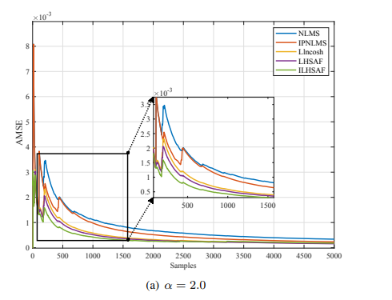 ×10⁻³
9
8
7
6
5
4
3
2
1
0
AMSE
NLMS
IPNLMS
LIncosh
LHSAF
ILHSAF
×10⁻³
3.5
3
2.5
2
1.5
1
0.5
500 1000 1500
0 500 1000 1500 2000 2500 3000 3500 4000 4500 5000
Samples
(a) α = 2.0